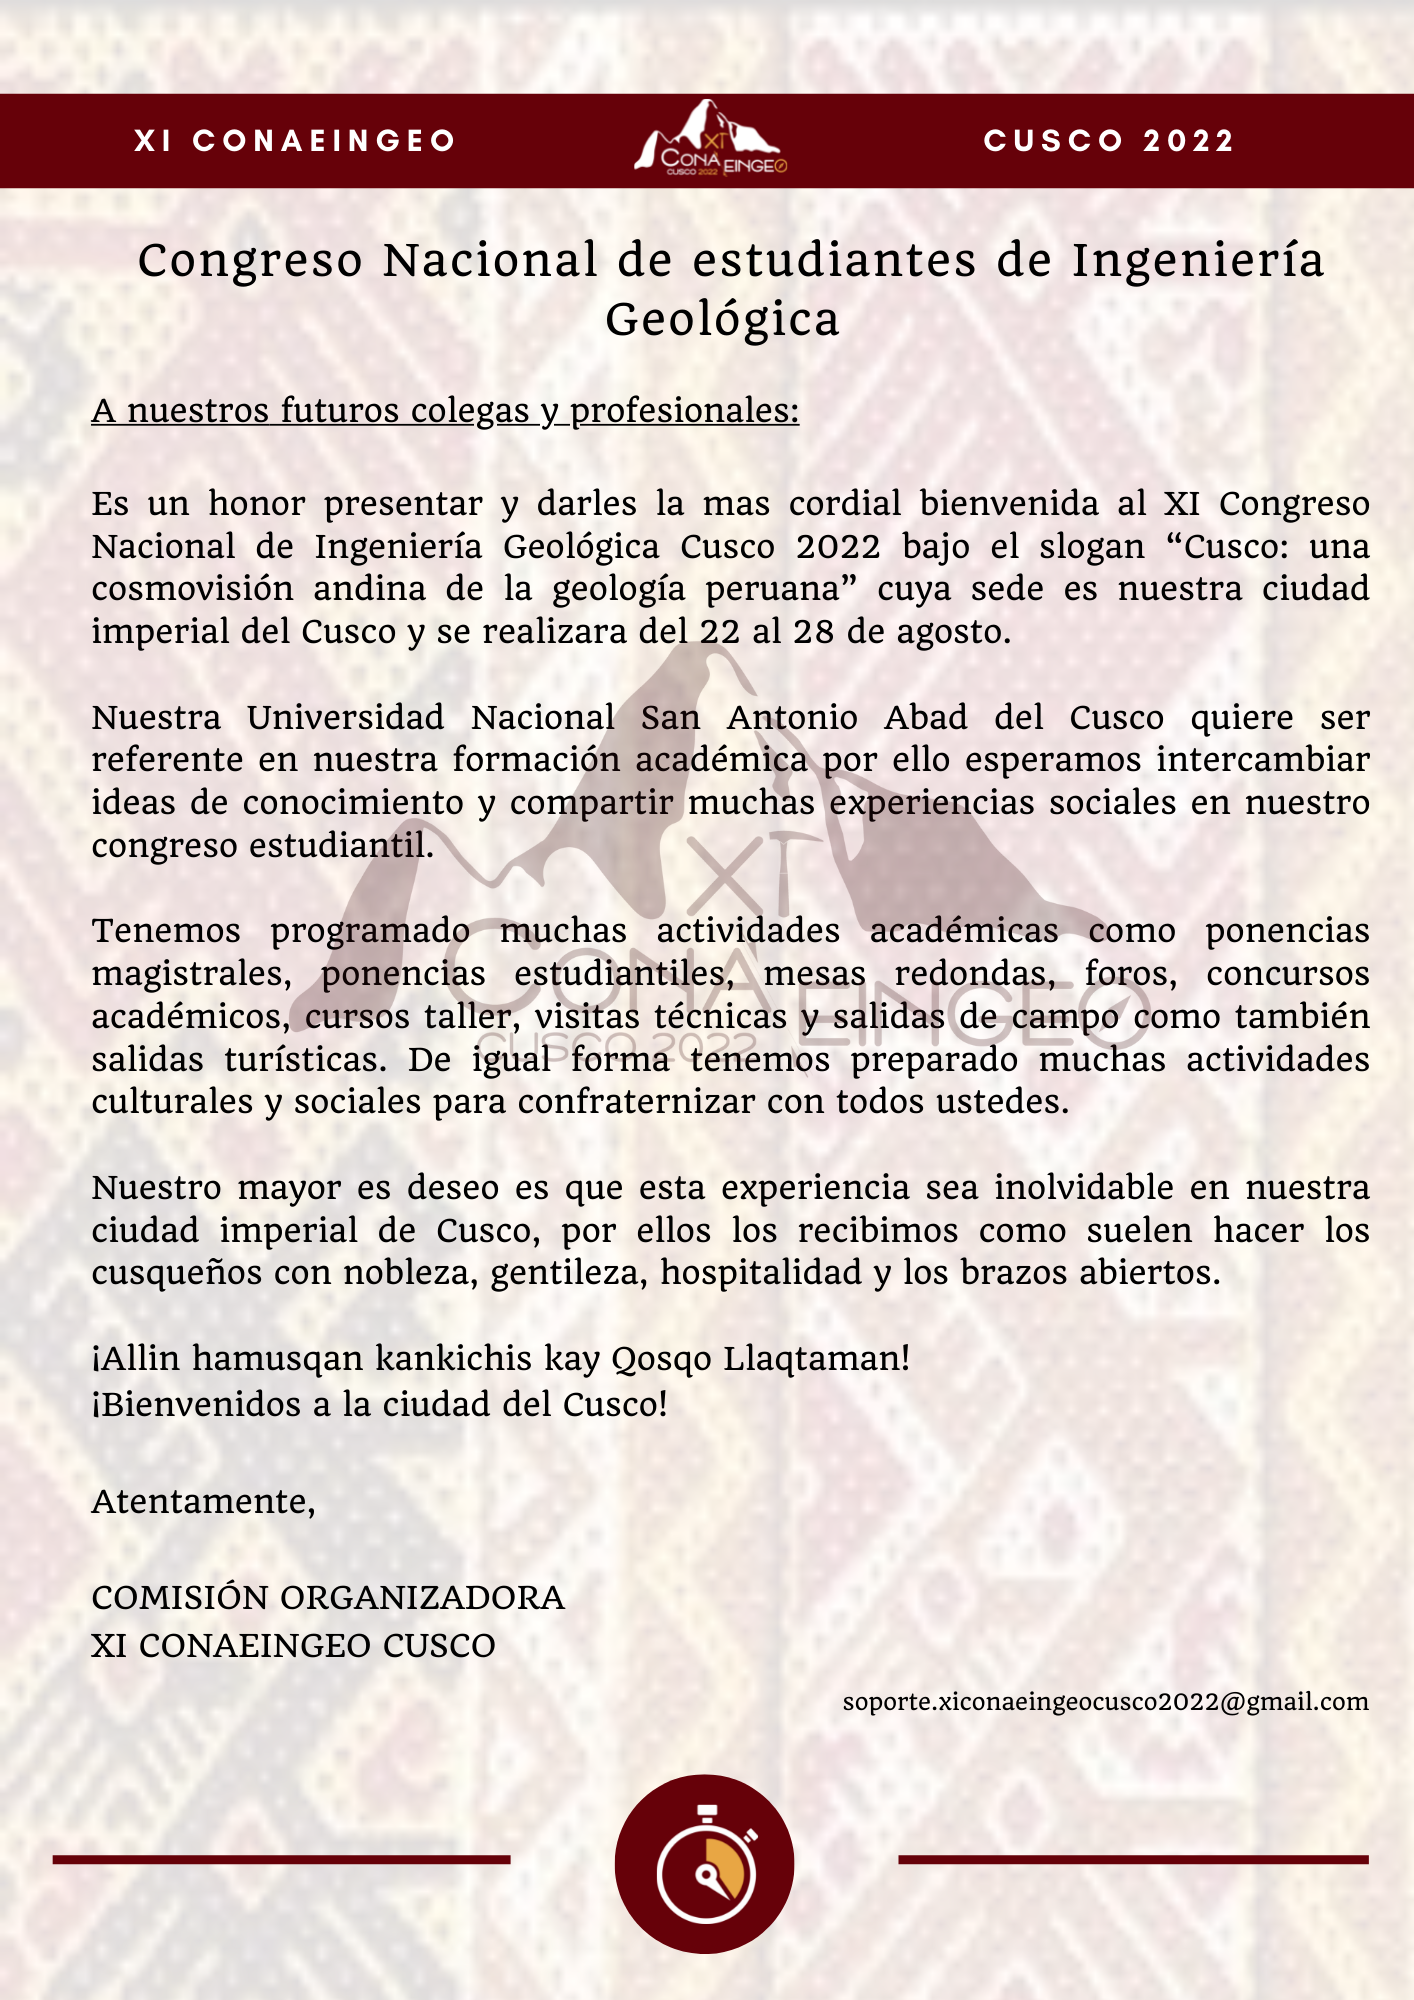 XI CONAEINGEO
XI
CONA EINGEO
CUSCO 2022
CUSCO 2022
Congreso Nacional de estudiantes de Ingeniería
Geológica
A nuestros futuros colegas y profesionales:
Es un honor presentar y darles la mas cordial bienvenida al XI Congreso
Nacional de Ingeniería Geológica Cusco 2022 bajo el slogan “Cusco: una
cosmovisión andina de la geología peruana” cuya sede es nuestra ciudad
imperial del Cusco y se realizara del 22 al 28 de agosto.
Nuestra Universidad Nacional San Antonio Abad del Cusco quiere ser
referente en nuestra formación académica por ello esperamos intercambiar
ideas de conocimiento y compartir muchas experiencias sociales en nuestro
congreso estudiantil.
XI
CONA EINGEO
CUSCO 2022
Tenemos programado muchas actividades académicas como ponencias
magistrales, ponencias estudiantiles, mesas redondas, foros, concursos
académicos, cursos taller, visitas técnicas y salidas de campo como también
salidas turísticas. De igual forma tenemos preparado muchas actividades
culturales y sociales para confraternizar con todos ustedes.
Nuestro mayor es deseo es que esta experiencia sea inolvidable en nuestra
ciudad imperial de Cusco, por ellos los recibimos como suelen hacer los
cusqueños con nobleza, gentileza, hospitalidad y los brazos abiertos.
¡Allin hamusqan kankichis kay Qosqo Llaqtaman!
¡Bienvenidos a la ciudad del Cusco!
Atentamente,
COMISIÓN ORGANIZADORA
XI CONAEINGEO CUSCO
soporte.xiconaeingeocusco2022@gmail.com